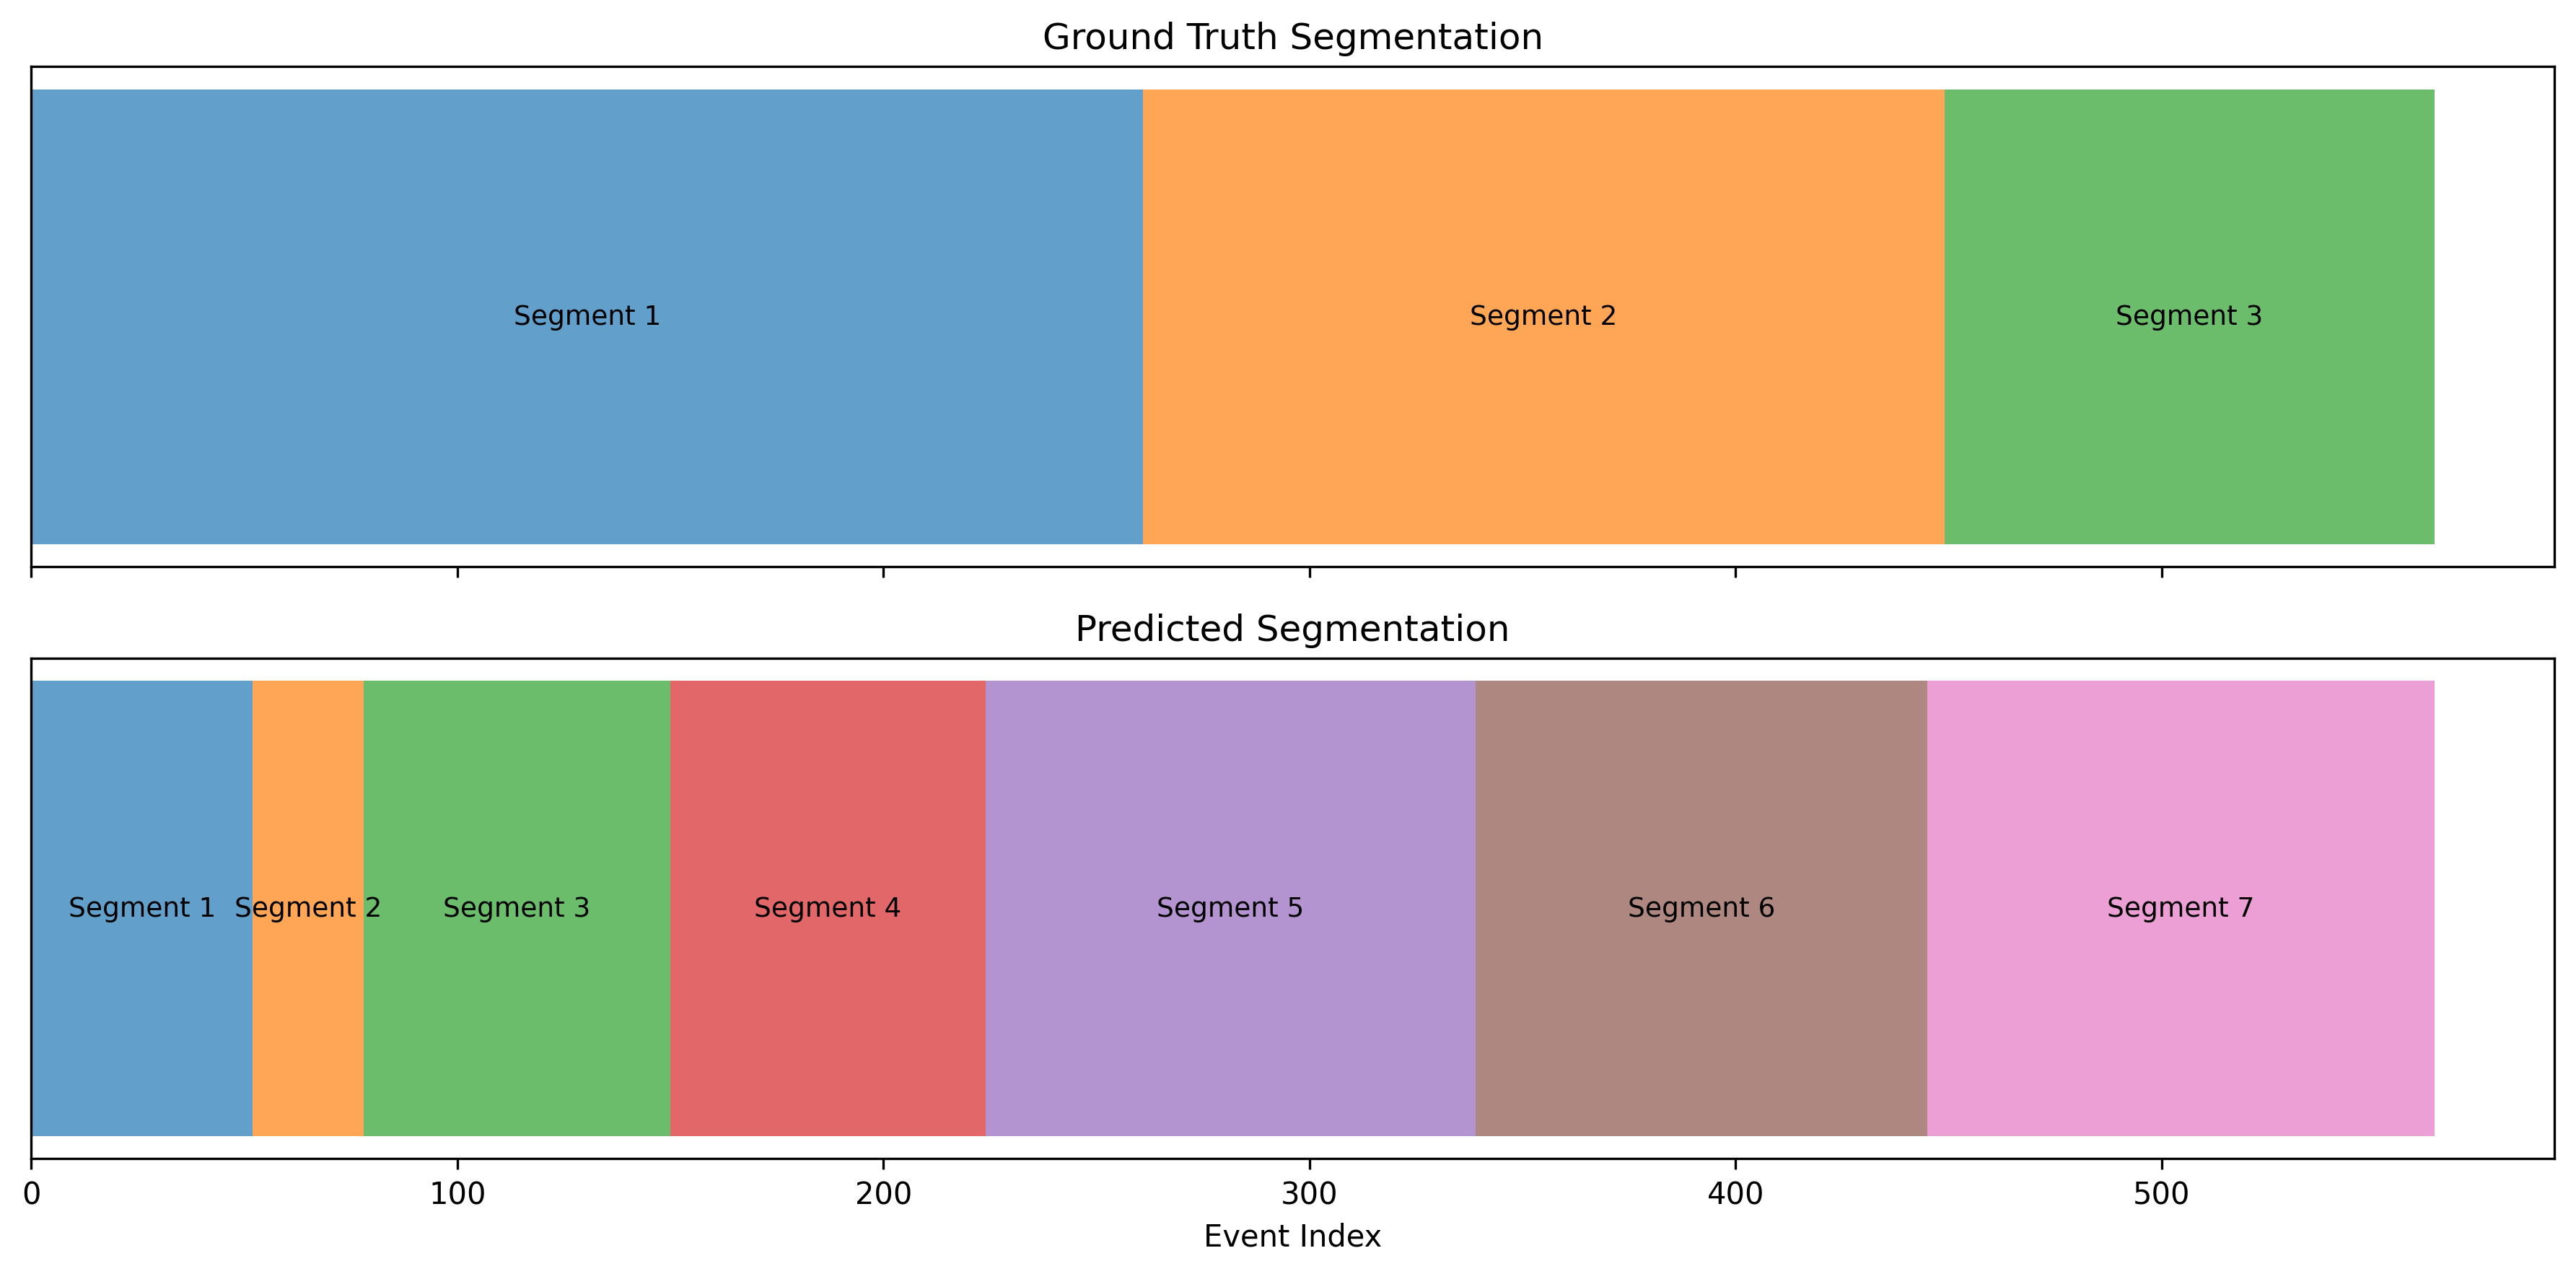 Ground Truth Segmentation
Segment 1 Segment 2 Segment 3
Predicted Segmentation
Segment 1 Segment 2 Segment 3 Segment 4 Segment 5 Segment 6 Segment 7
0 100 200 300 400 500
Event Index